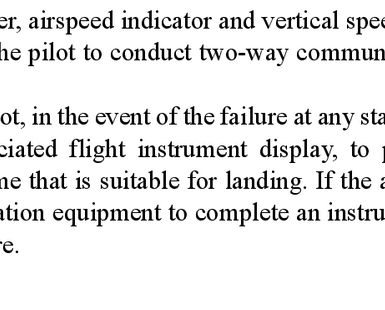 er, airspeed indicator and vertical spee
he pilot to conduct two-way commun
ot, in the event of the failure at any sta
ciated flight instrument display, to p
me that is suitable for landing. If the a
ation equipment to complete an instru
re.